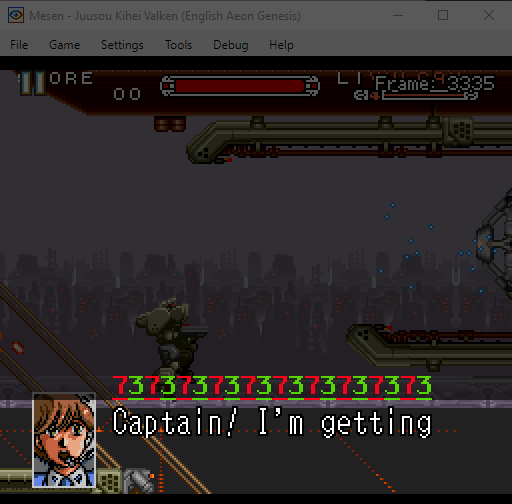 Mesen - Juusou Kihei Valken (English Aeon Genesis)
File Game Settings Tools Debug Help
ORE
00
Frame: 3335
73737373737373737373
Captain! I'm getting